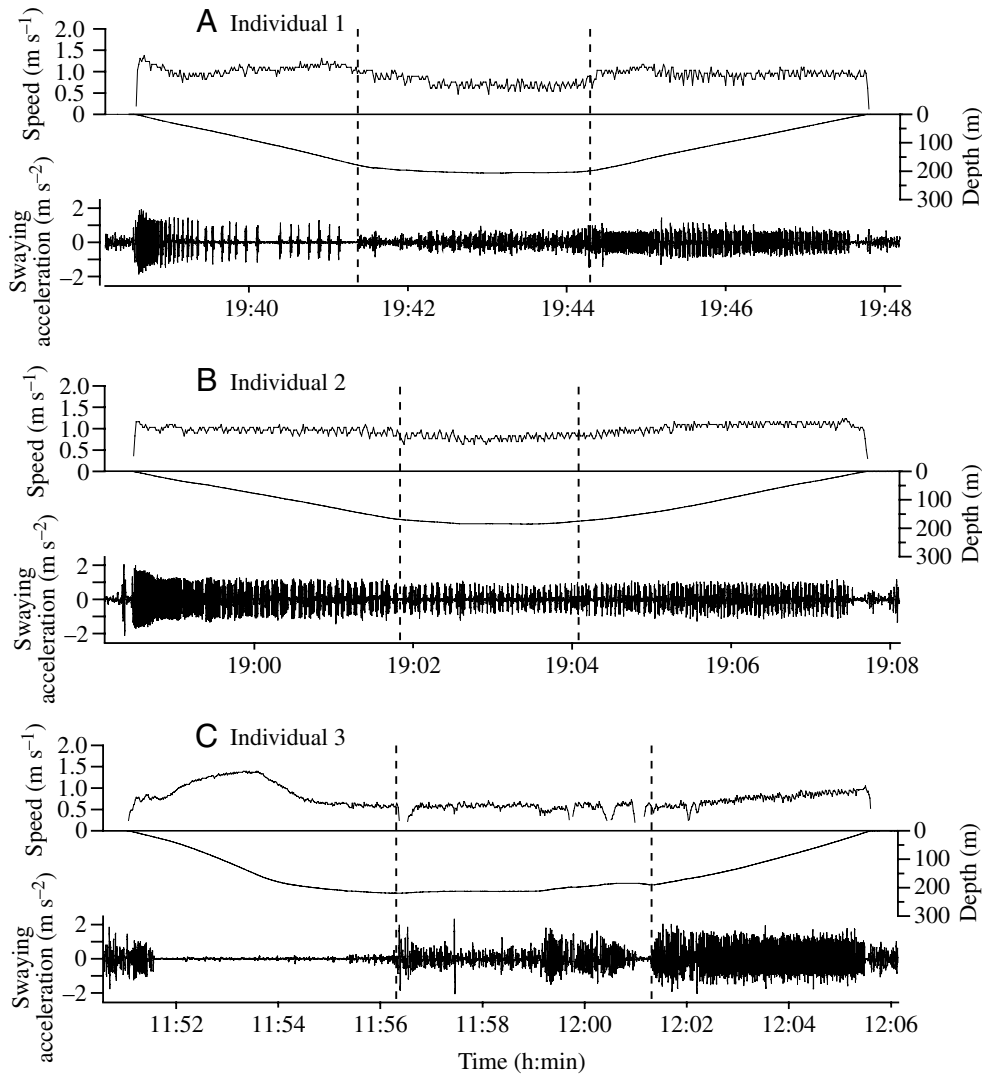 A Individual 1
Speed (m s−1)
2.0
1.5
1.0
0.5
0
0
100
200
300
Depth (m)
Swaying
acceleration (m s−2)
2
0
−2
19:40 19:42 19:44 19:46 19:48
B Individual 2
Speed (m s−1)
2.0
1.5
1.0
0.5
0
0
100
200
300
Depth (m)
Swaying
acceleration (m s−2)
2
0
−2
19:00 19:02 19:04 19:06 19:08
C Individual 3
Speed (m s−1)
2.0
1.5
1.0
0.5
0
0
100
200
300
Depth (m)
Swaying
acceleration (m s−2)
2
0
−2
11:52 11:54 11:56 11:58 12:00 12:02 12:04 12:06
Time (h:min)